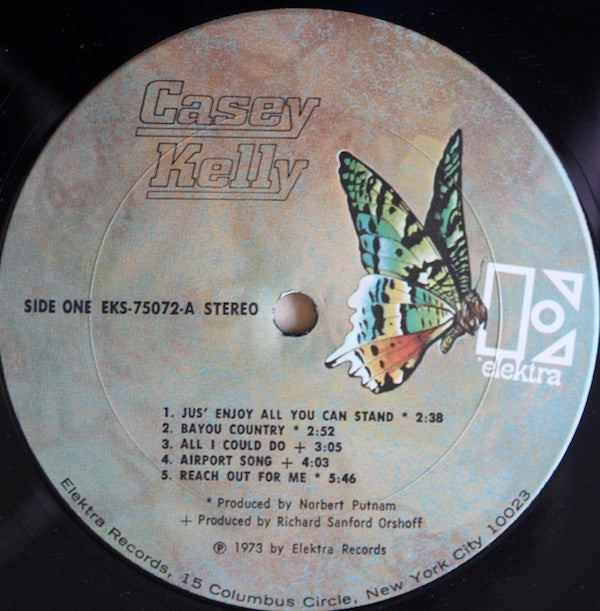 Casey
Kelly
SIDE ONE EKS-75072-A STEREO
elektra
1. JUS' ENJOY ALL YOU CAN STAND * 2:38
2. BAYOU COUNTRY * 2:52
3. ALL I COULD DO + 3:05
4. AIRPORT SONG + 4:03
5. REACH OUT FOR ME * 5:46
* Produced by Norbert Putnam
+ Produced by Richard Sanford Orshoff
℗ 1973 by Elektra Records
Elektra Records, 15 Columbus Circle, New York City 10023